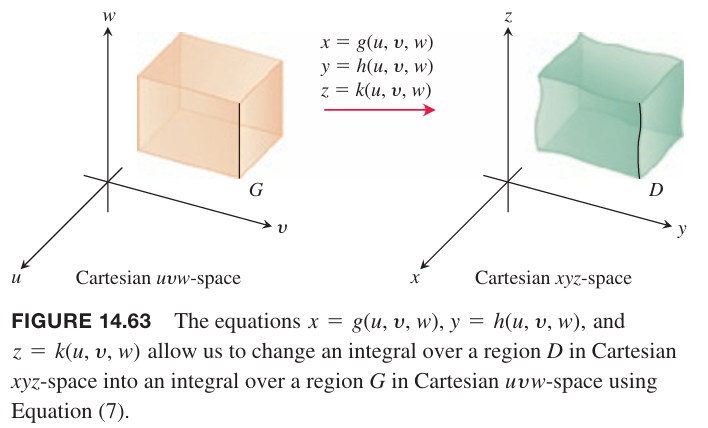 w
z
x = g(u, v, w)
y = h(u, v, w)
z = k(u, v, w)
G
D
v
y
u
Cartesian uvw-space
x
Cartesian xyz-space
FIGURE 14.63 The equations x = g(u, v, w), y = h(u, v, w), and
z = k(u, v, w) allow us to change an integral over a region D in Cartesian
xyz-space into an integral over a region G in Cartesian uvw-space using
Equation (7).